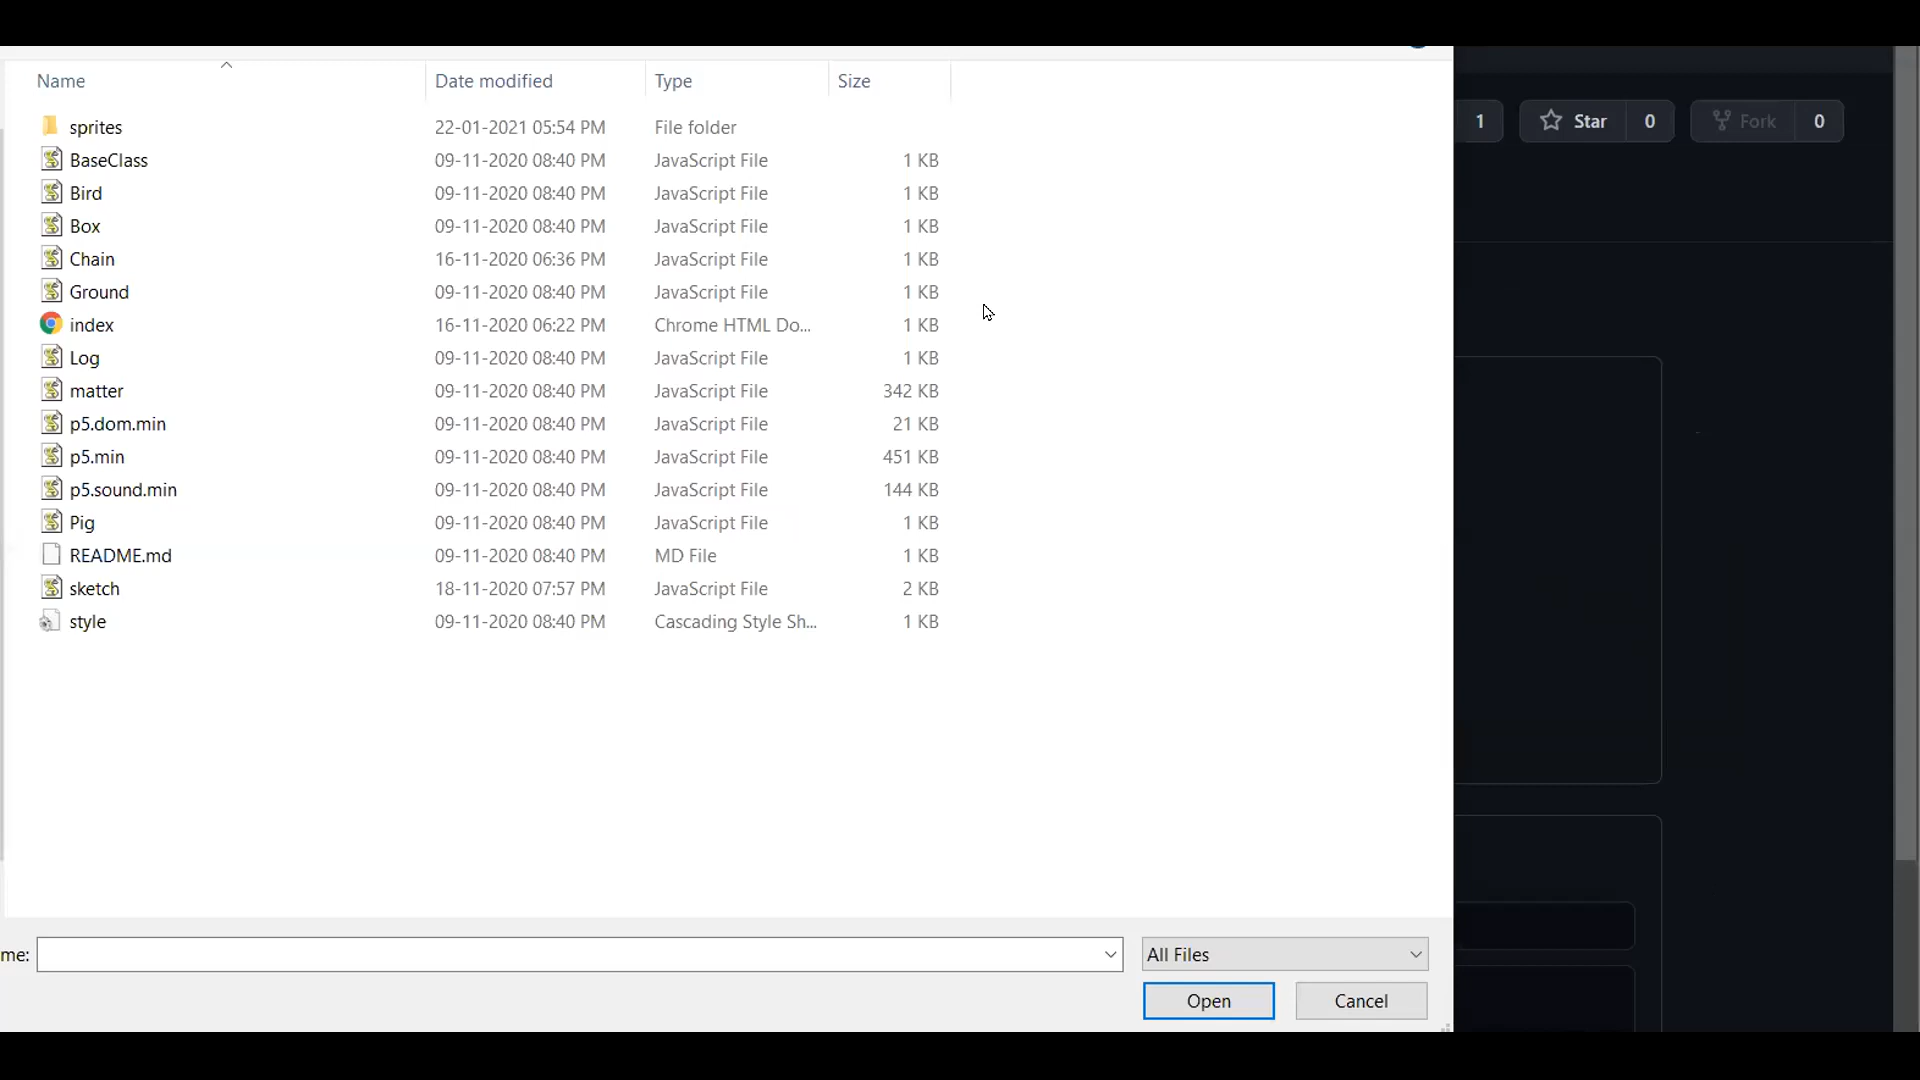 Name Date modified Type Size
1 Star 0 Fork 0
sprites 22-01-2021 05:54 PM File folder
BaseClass 09-11-2020 08:40 PM JavaScript File 1 KB
Bird 09-11-2020 08:40 PM JavaScript File 1 KB
Box 09-11-2020 08:40 PM JavaScript File 1 KB
Chain 16-11-2020 06:36 PM JavaScript File 1 KB
Ground 09-11-2020 08:40 PM JavaScript File 1 KB
index 16-11-2020 06:22 PM Chrome HTML Do... 1 KB
Log 09-11-2020 08:40 PM JavaScript File 1 KB
matter 09-11-2020 08:40 PM JavaScript File 342 KB
p5.dom.min 09-11-2020 08:40 PM JavaScript File 21 KB
p5.min 09-11-2020 08:40 PM JavaScript File 451 KB
p5.sound.min 09-11-2020 08:40 PM JavaScript File 144 KB
Pig 09-11-2020 08:40 PM JavaScript File 1 KB
README.md 09-11-2020 08:40 PM MD File 1 KB
sketch 18-11-2020 07:57 PM JavaScript File 2 KB
style 09-11-2020 08:40 PM Cascading Style Sh... 1 KB
me: All Files
Open Cancel